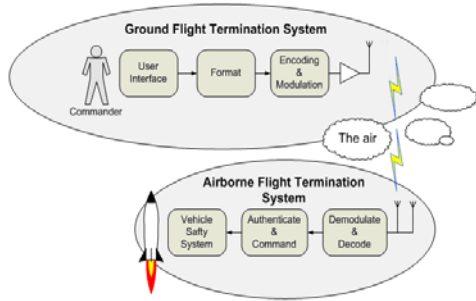 Ground Flight Termination System
User
Interface
Format
Encoding
&
Modulation
Commander
The air
Airborne Flight Termination
System
Vehicle
Safty
System
Authenticate
&
Command
Demodulate
&
Decode